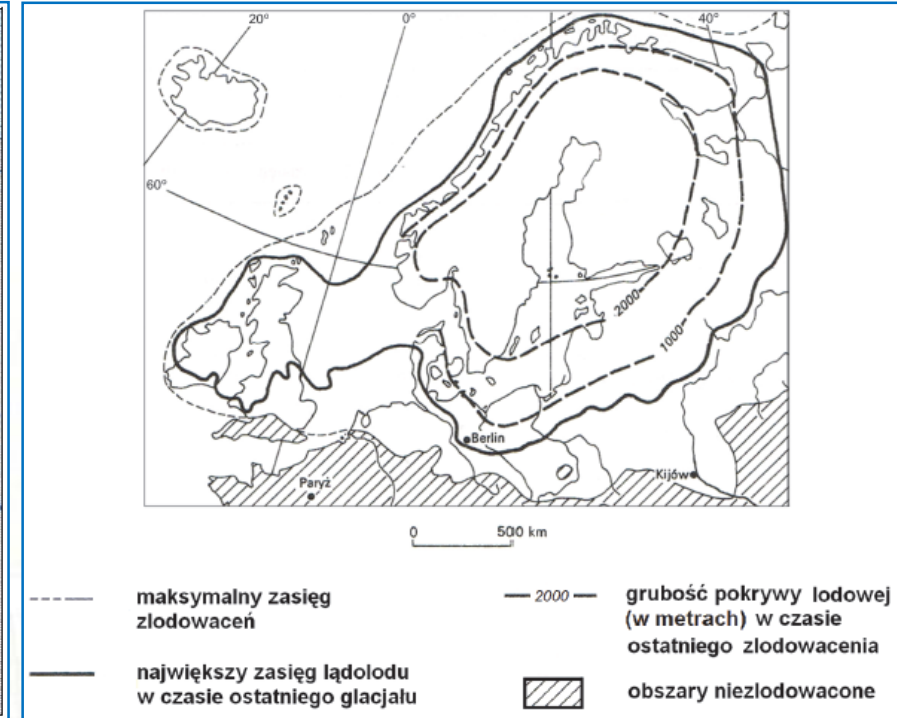 20°
0°
40°
60°
2000
1000
Berlin
Kijów
Paryż
0 500 km
maksymalny zasięg
zlodowaceń
największy zasięg lądolodu
w czasie ostatniego glacjału
2000
grubość pokrywy lodowej
(w metrach) w czasie
ostatniego zlodowacenia
obszary niezlodowacone